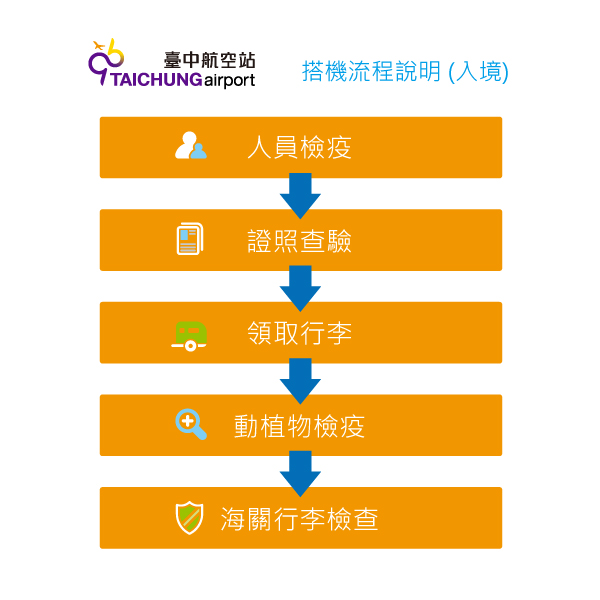 臺中航空站
TAICHUNG airport
搭機流程說明 (入境)
人員檢疫
證照查驗
領取行李
動植物檢疫
海關行李檢查